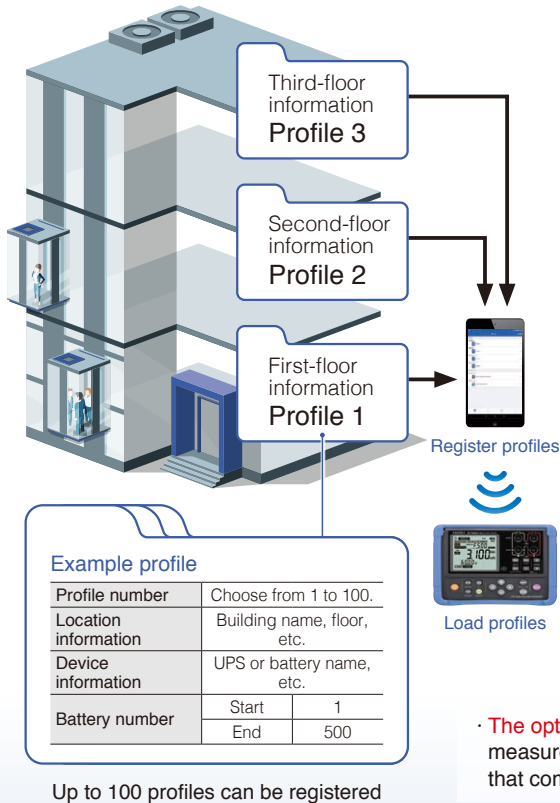 Third-floor
information
Profile 3
Second-floor
information
Profile 2
First-floor
information
Profile 1
Register profiles
Load profiles
Example profile
Profile number Choose from 1 to 100.
Location
information
Building name, floor,
etc.
Device
information
UPS or battery name,
etc.
Battery number
Start 1
End 500
Up to 100 profiles can be registered
· The opt
measure
that con